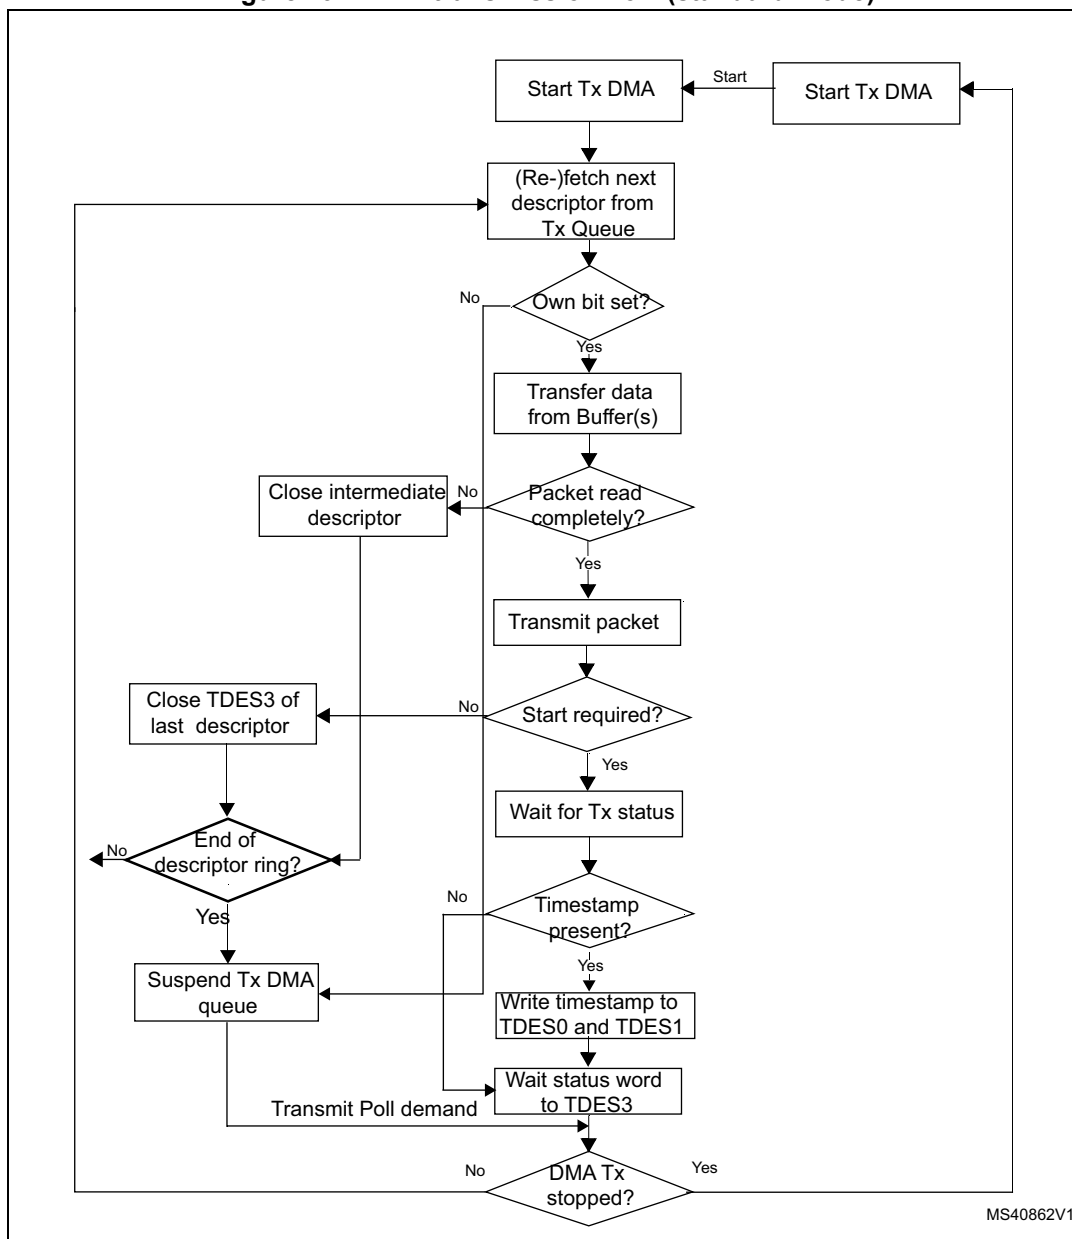 Start Tx DMA
Start
Start Tx DMA
(Re-)fetch next
descriptor from
Tx Queue
No
Own bit set?
Yes
Transfer data
from Buffer(s)
Close intermediate
descriptor
No
Packet read
completely?
Yes
Transmit packet
Close TDES3 of
last descriptor
No
Start required?
Yes
Wait for Tx status
No
End of
descriptor ring?
Yes
No
Timestamp
present?
Yes
Suspend Tx DMA
queue
Write timestamp to
TDES0 and TDES1
Wait status word
to TDES3
Transmit Poll demand
No
DMA Tx
stopped?
Yes
MS40862V1